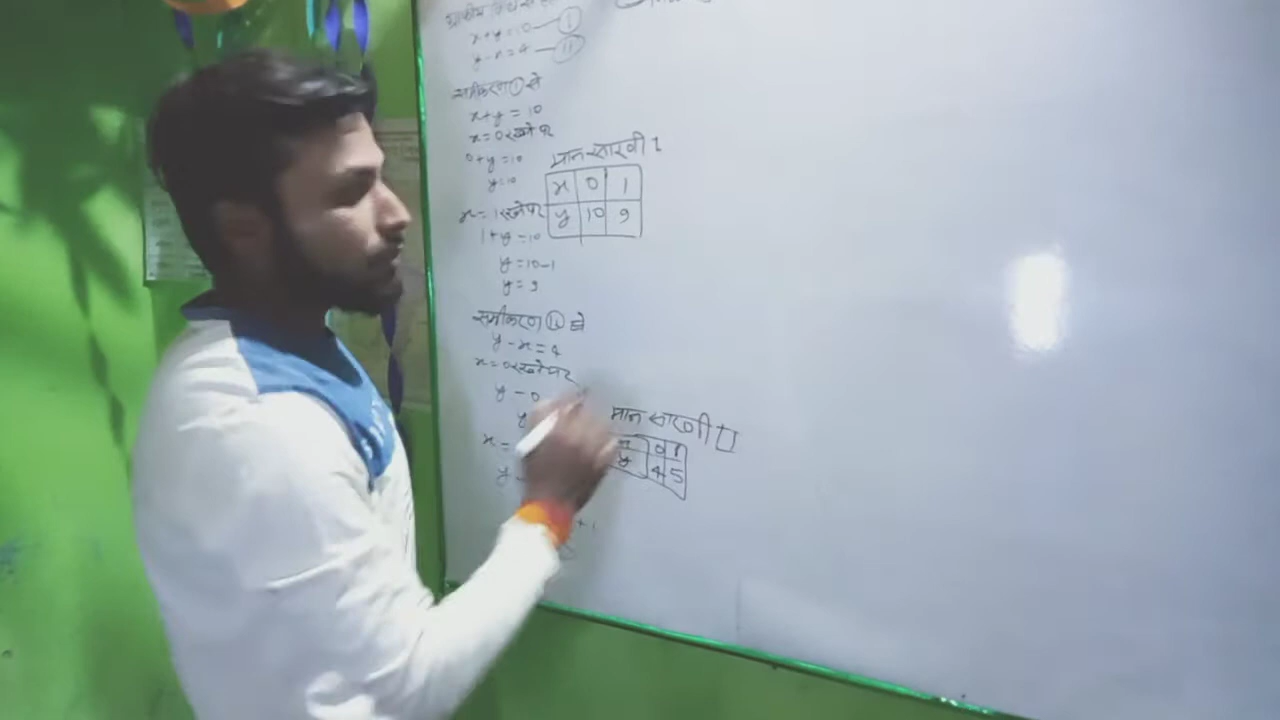 x+y=10 — (i)
y-x=4 — (ii)
समीकरण (i) से
x+y=10
x=0 रखने पर
0+y=10
y=10
x=1 रखने पर
1+y=10
y=10-1
y=9
मान सारणी 1
x 0 1
y 10 9
समीकरण (ii) से
y-x=4
x=0 रखने पर
y-0
मान सारणी
x 0 1
y 4 5